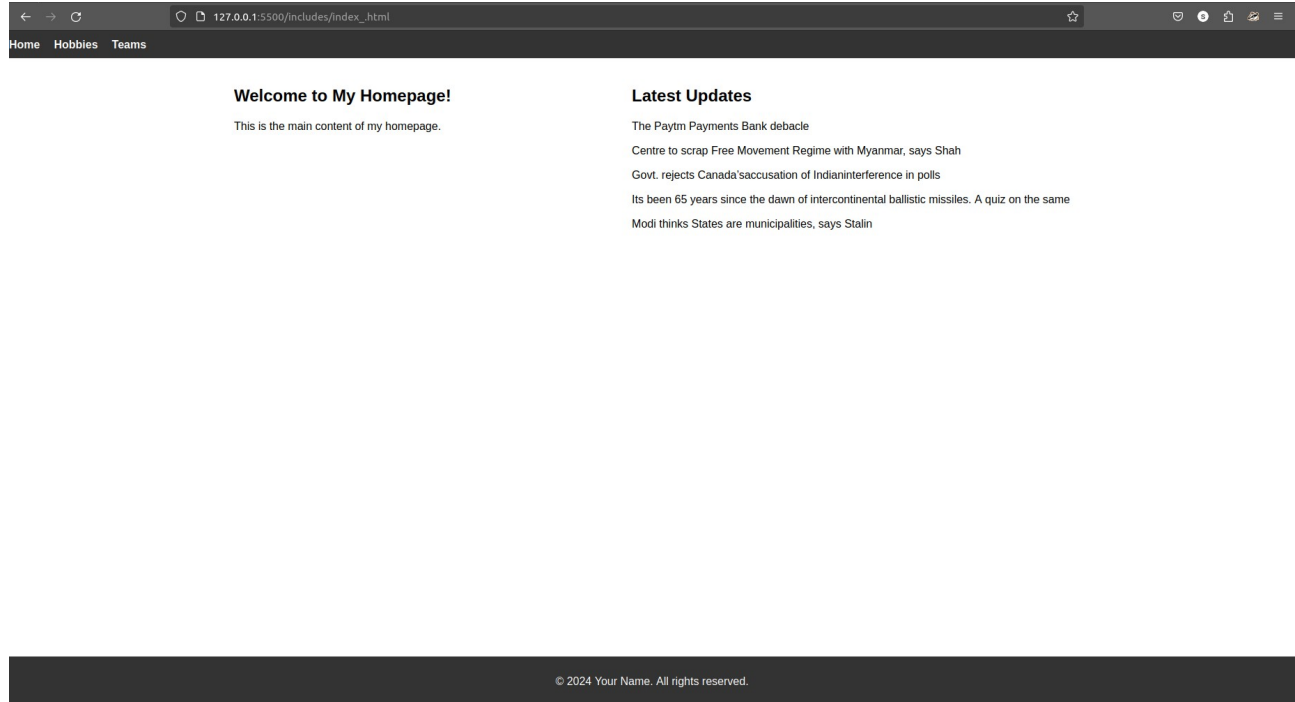 127.0.0.1:5500/includes/index_.html
Home Hobbies Teams
Welcome to My Homepage!
This is the main content of my homepage.
Latest Updates
The Paytm Payments Bank debacle
Centre to scrap Free Movement Regime with Myanmar, says Shah
Govt. rejects Canada’saccusation of Indianinterference in polls
Its been 65 years since the dawn of intercontinental ballistic missiles. A quiz on the same
Modi thinks States are municipalities, says Stalin
© 2024 Your Name. All rights reserved.